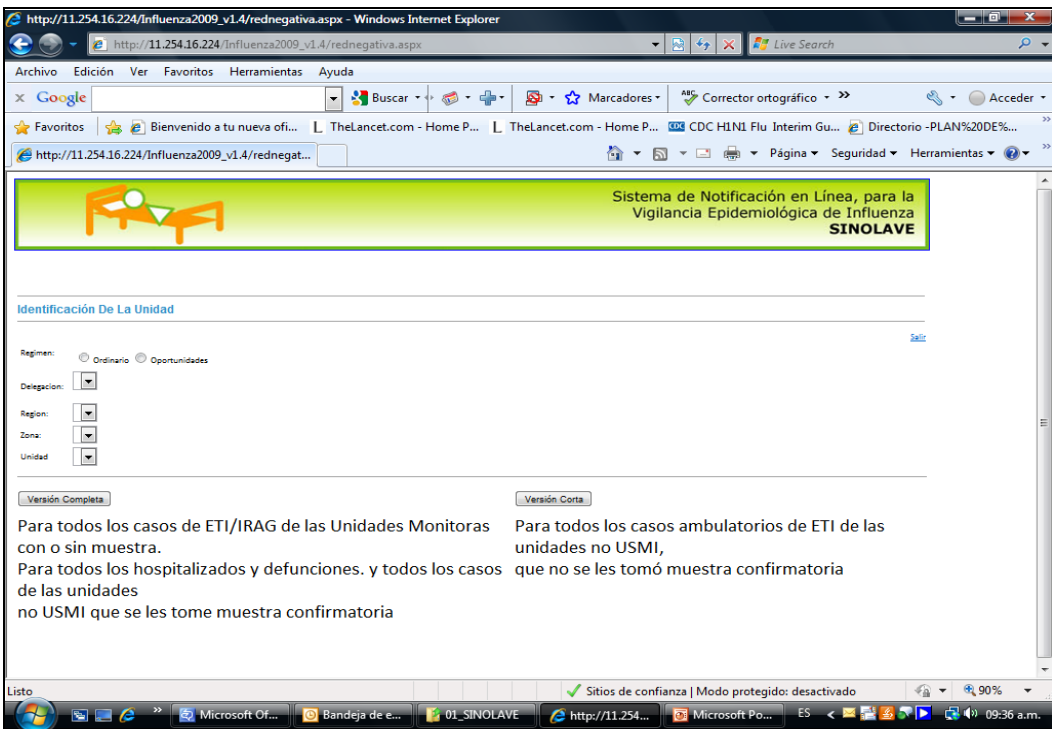 http://11.254.16.224/Influenza2009_v1.4/rednegativa.aspx - Windows Internet Explorer
http://11.254.16.224/Influenza2009_v1.4/rednegativa.aspx
Live Search
Archivo Edición Ver Favoritos Herramientas Ayuda
x Google Buscar Marcadores ABC Corrector ortográfico >> Acceder
Favoritos Bienvenido a tu nueva ofi... L TheLancet.com - Home P... L TheLancet.com - Home P... CDC CDC H1N1 Flu Interim Gu... Directorio -PLAN%20DE%... >>
http://11.254.16.224/Influenza2009_v1.4/rednegat... Página Seguridad Herramientas >>
Sistema de Notificación en Línea, para la
Vigilancia Epidemiológica de Influenza
SINOLAVE
Identificación De La Unidad
Salir
Regimen: Ordinario Oportunidades
Delegacion:
Region:
Zona:
Unidad
Versión Completa
Para todos los casos de ETI/IRAG de las Unidades Monitoras
con o sin muestra.
Para todos los hospitalizados y defunciones. y todos los casos
de las unidades
no USMI que se les tome muestra confirmatoria
Versión Corta
Para todos los casos ambulatorios de ETI de las
unidades no USMI,
que no se les tomó muestra confirmatoria
Listo Sitios de confianza | Modo protegido: desactivado 90%
>> Microsoft Of... Bandeja de e... 01_SINOLAVE http://11.254.... Microsoft Po... ES < 09:36 a.m.